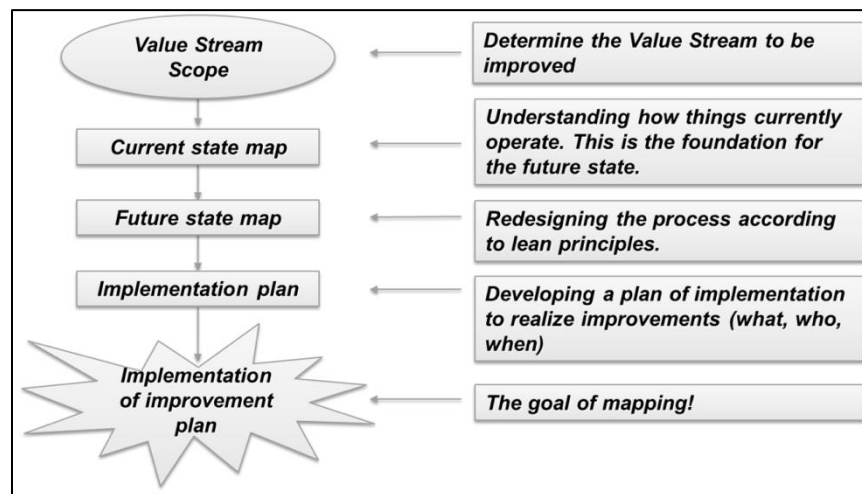 Value Stream
Scope
Determine the Value Stream to be
improved
Current state map
Understanding how things currently
operate. This is the foundation for
the future state.
Future state map
Redesigning the process according
to lean principles.
Implementation plan
Developing a plan of implementation
to realize improvements (what, who,
when)
Implementation
of improvement
plan
The goal of mapping!